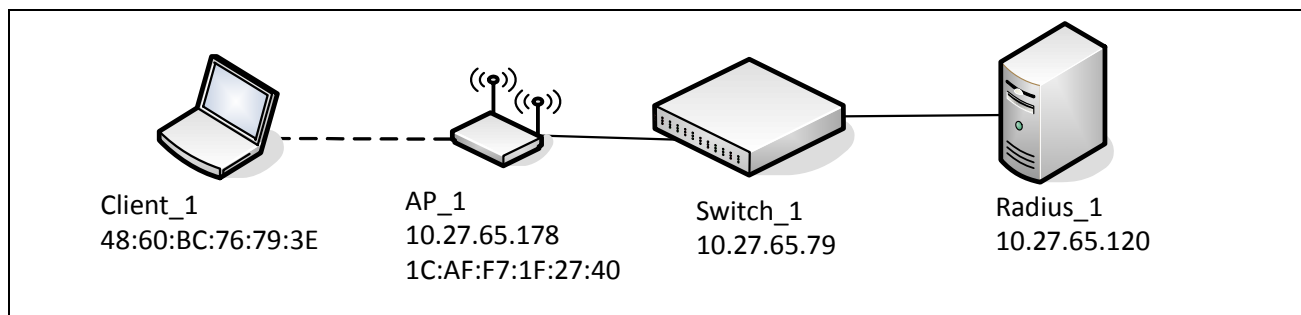 Client_1
48:60:BC:76:79:3E
AP_1
10.27.65.178
1C:AF:F7:1F:27:40
Switch_1
10.27.65.79
Radius_1
10.27.65.120